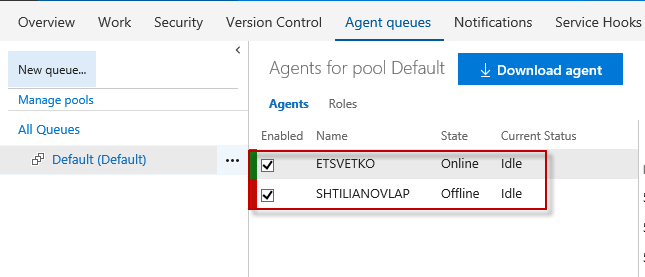 Overview Work Security Version Control Agent queues Notifications Service Hooks
New queue...
Manage pools
All Queues
Default (Default)
Agents for pool Default
Download agent
Agents Roles
Enabled Name State Current Status
ETSVETKO Online Idle
SHTILIANOVLAP Offline Idle